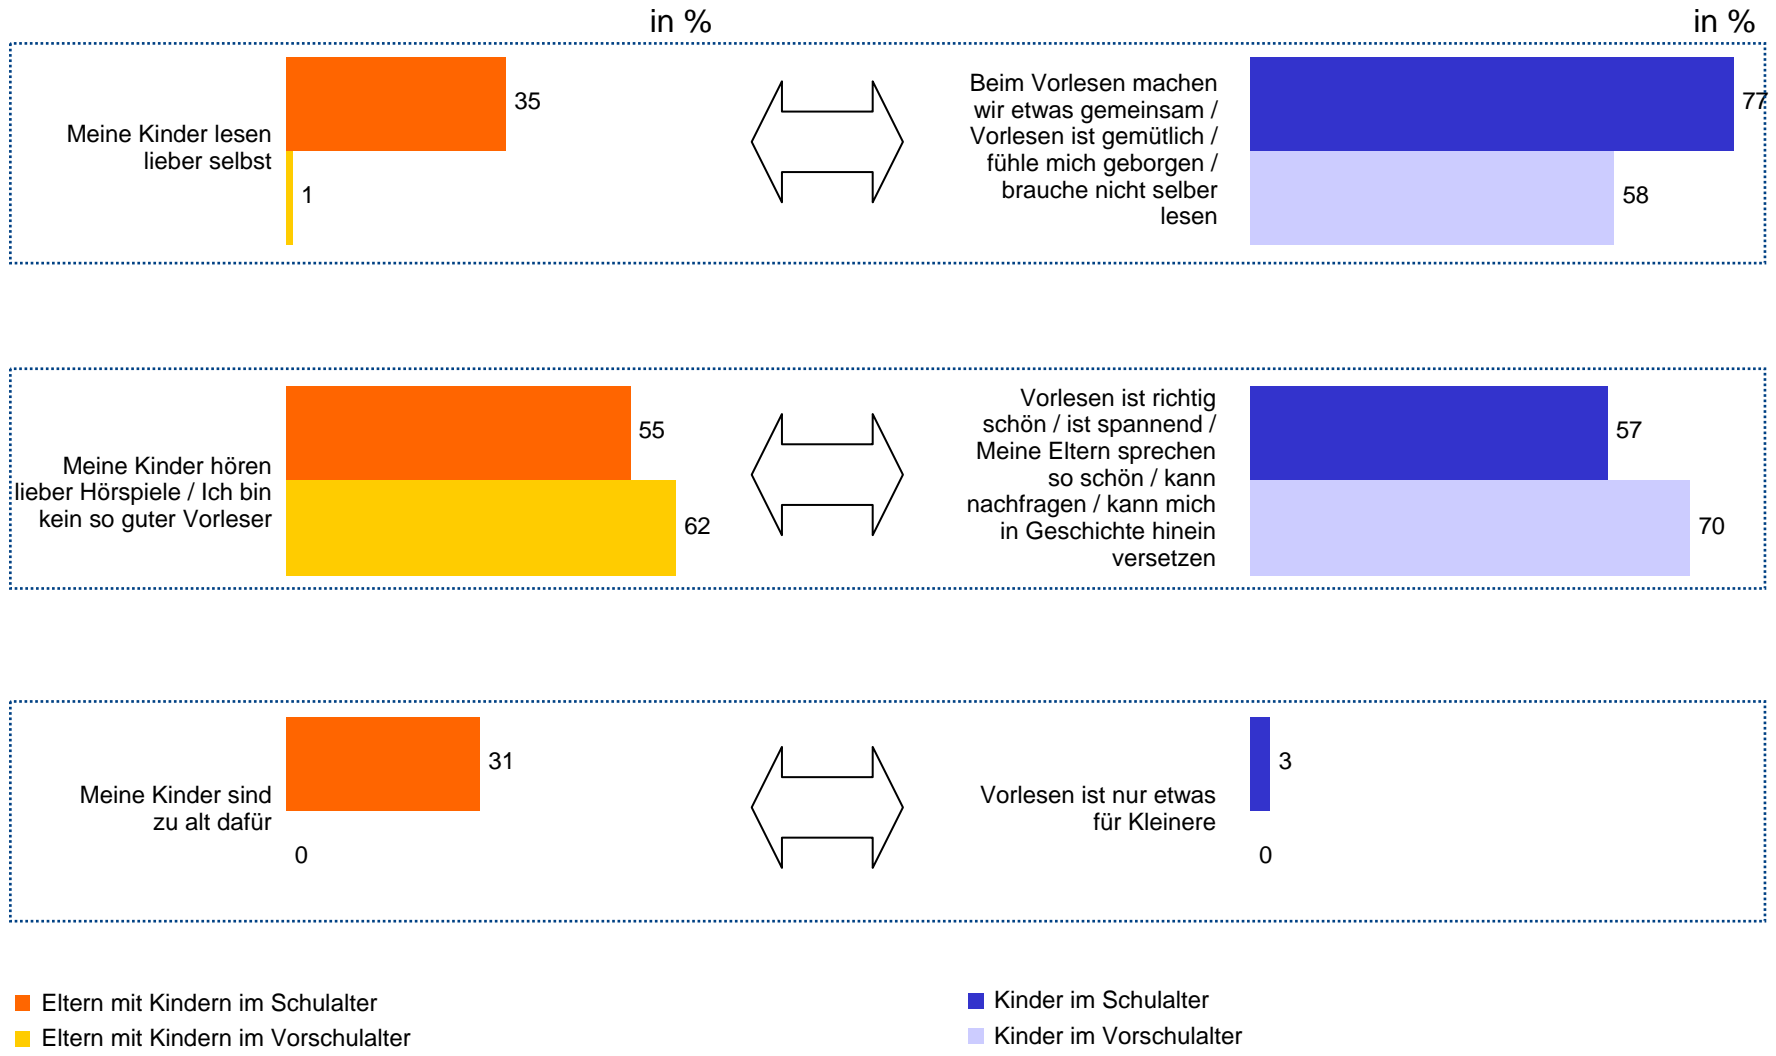 in %
in %
Meine Kinder lesen
lieber selbst
35
1
Beim Vorlesen machen
wir etwas gemeinsam /
Vorlesen ist gemütlich /
fühle mich geborgen /
brauche nicht selber
lesen
77
58
Meine Kinder hören
lieber Hörspiele / Ich bin
kein so guter Vorleser
55
62
Vorlesen ist richtig
schön / ist spannend /
Meine Eltern sprechen
so schön / kann
nachfragen / kann mich
in Geschichte hinein
versetzen
57
70
Meine Kinder sind
zu alt dafür
31
0
Vorlesen ist nur etwas
für Kleinere
3
0
Eltern mit Kindern im Schulalter
Eltern mit Kindern im Vorschulalter
Kinder im Schulalter
Kinder im Vorschulalter